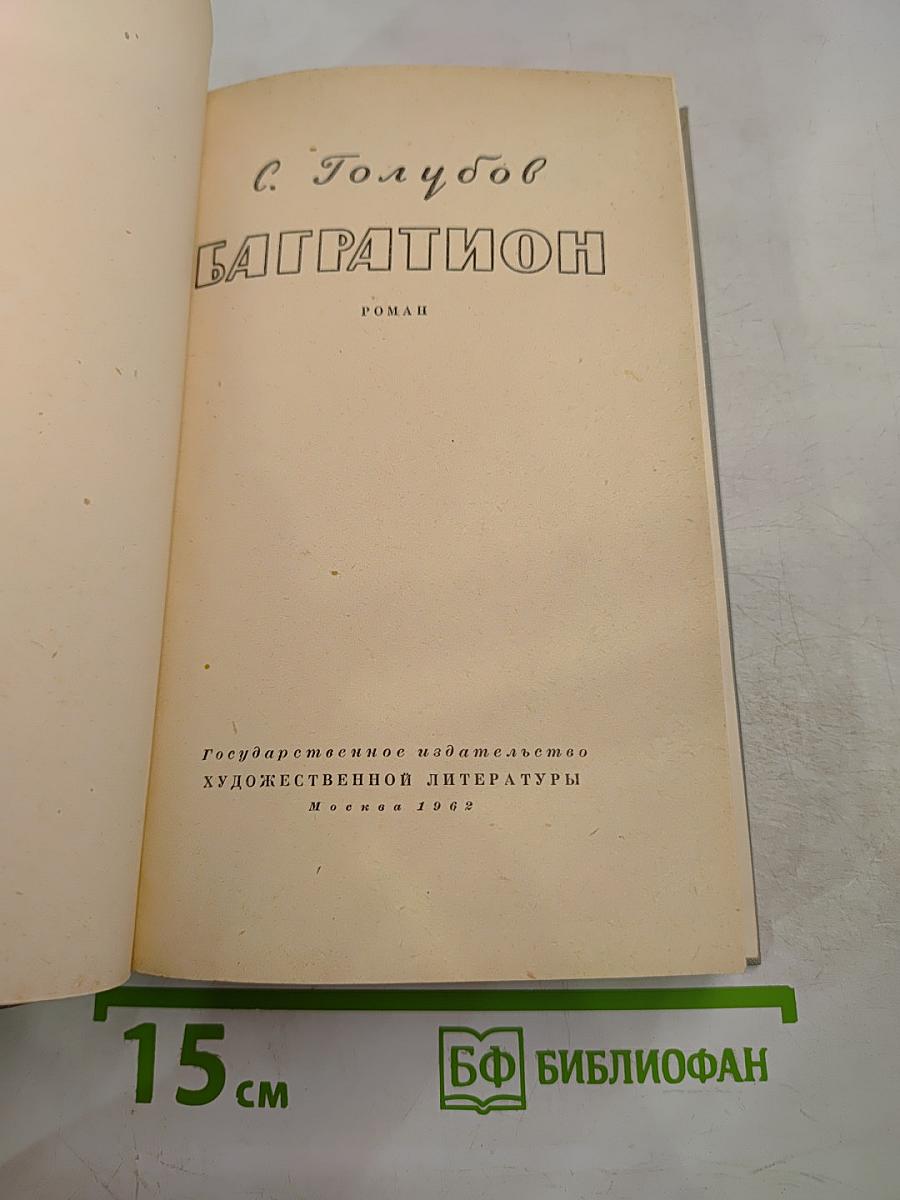 С. Голубов
БАГРАТИОН
РОМАН
Государственное издательство
ХУДОЖЕСТВЕННОЙ ЛИТЕРАТУРЫ
Москва 1962
15 см
БФ БИБЛИОФАН